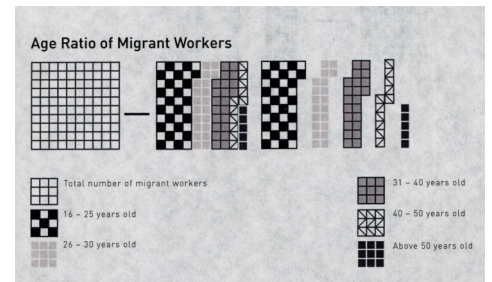 Age Ratio of Migrant Workers
Total number of migrant workers
16 – 25 years old
26 – 30 years old
31 – 40 years old
40 – 50 years old
Above 50 years old